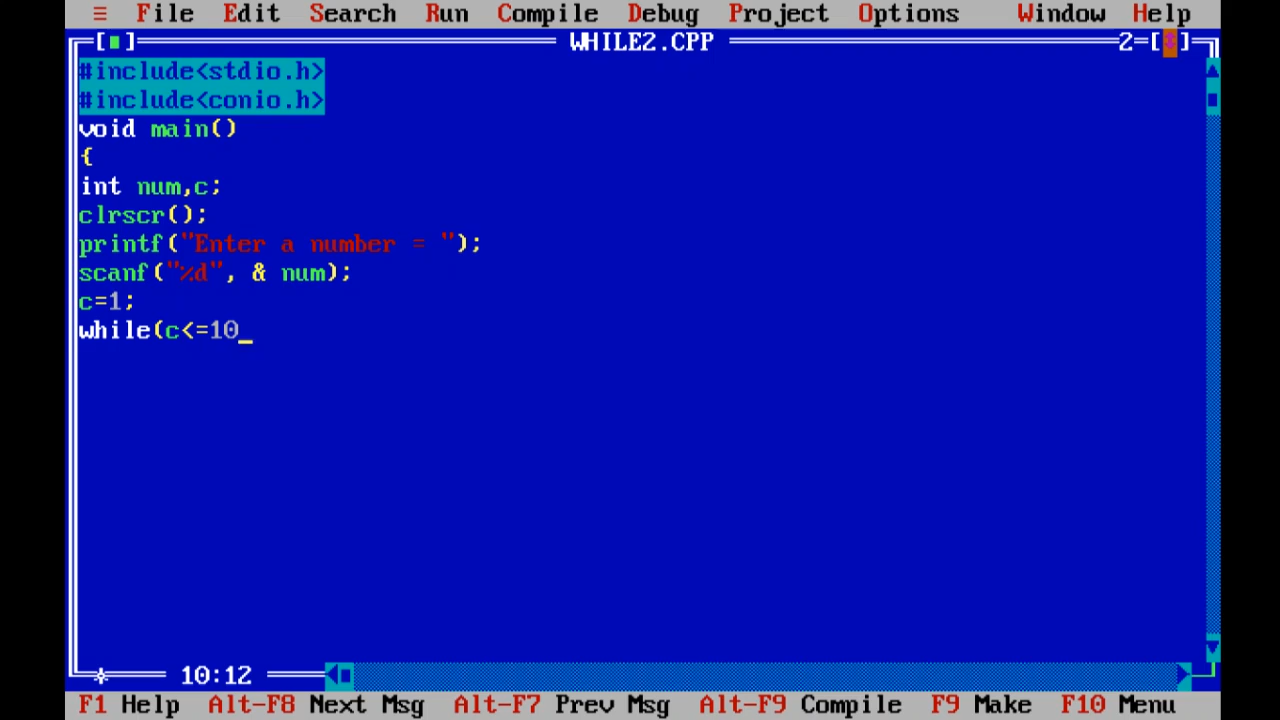 ≡ File Edit Search Run Compile Debug Project Options Window Help
[■] WHILE2.CPP 2=[↕]
#include<stdio.h>
#include<conio.h>
void main()
{
int num,c;
clrscr();
printf("Enter a number = ");
scanf("%d", & num);
c=1;
while(c<=10_
10:12
F1 Help Alt-F8 Next Msg Alt-F7 Prev Msg Alt-F9 Compile F9 Make F10 Menu